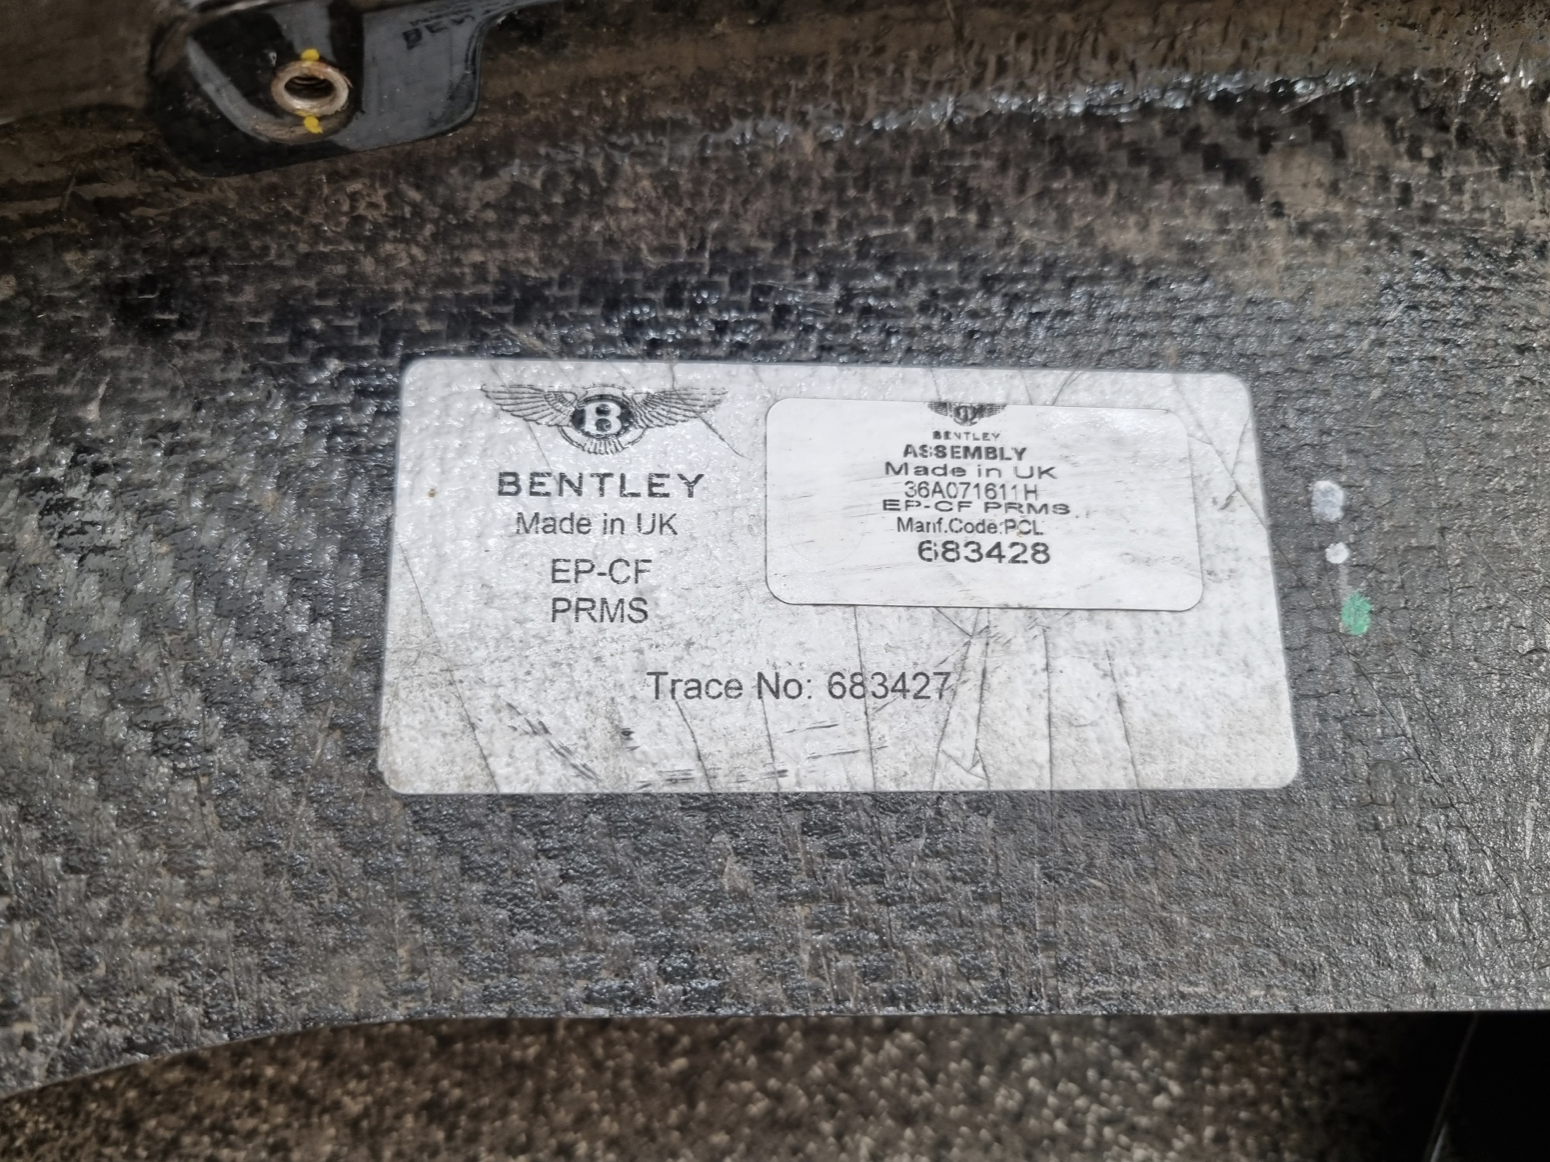 B
BENTLEY
Made in UK
EP-CF
PRMS
Trace No: 683427
BENTLEY
ASSEMBLY
Made in UK
36A071611H
EP-CF PRMS
Manf.Code:PCL
683428